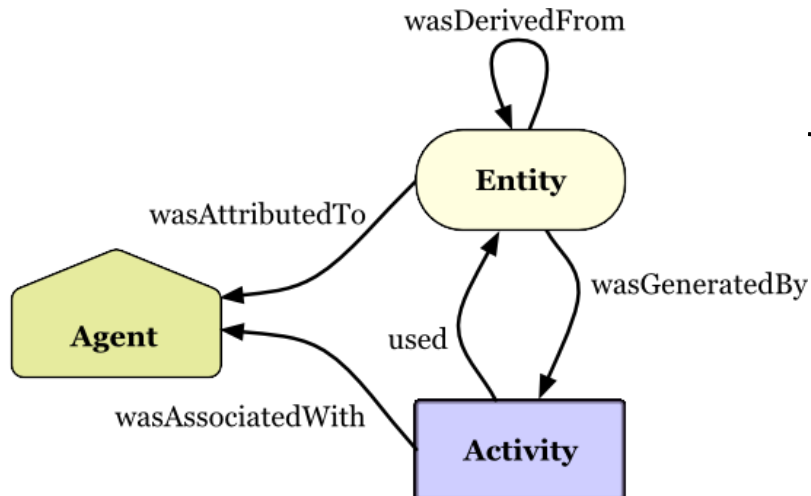 wasDerivedFrom
Entity
wasAttributedTo
wasGeneratedBy
Agent
used
wasAssociatedWith
Activity